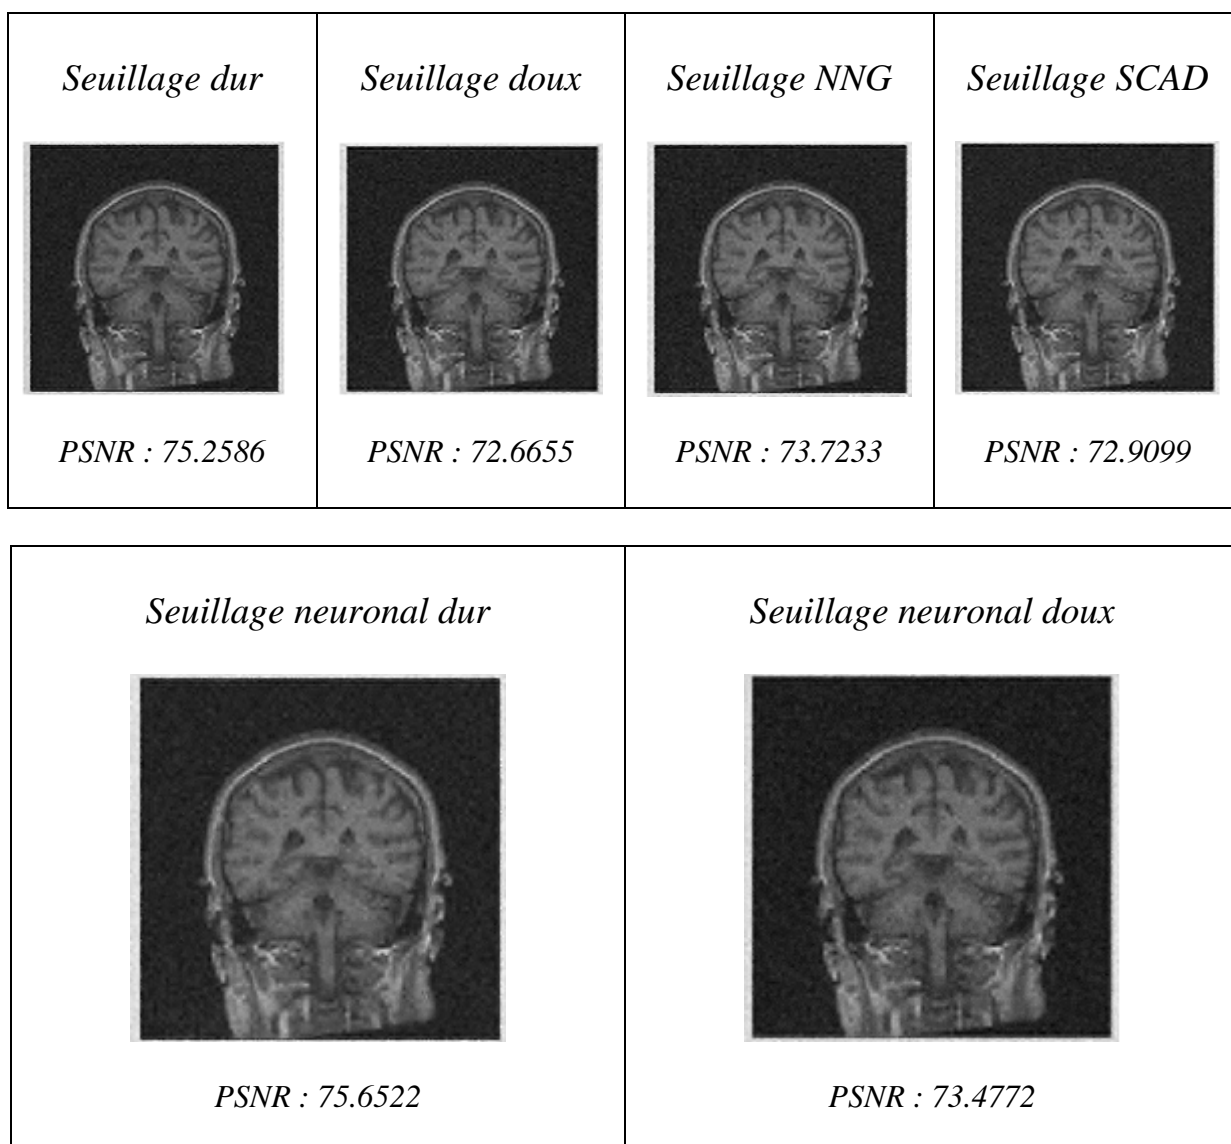 Seuillage dur
Seuillage doux
Seuillage NNG
Seuillage SCAD
PSNR : 75.2586
PSNR : 72.6655
PSNR : 73.7233
PSNR : 72.9099
Seuillage neuronal dur
Seuillage neuronal doux
PSNR : 75.6522
PSNR : 73.4772